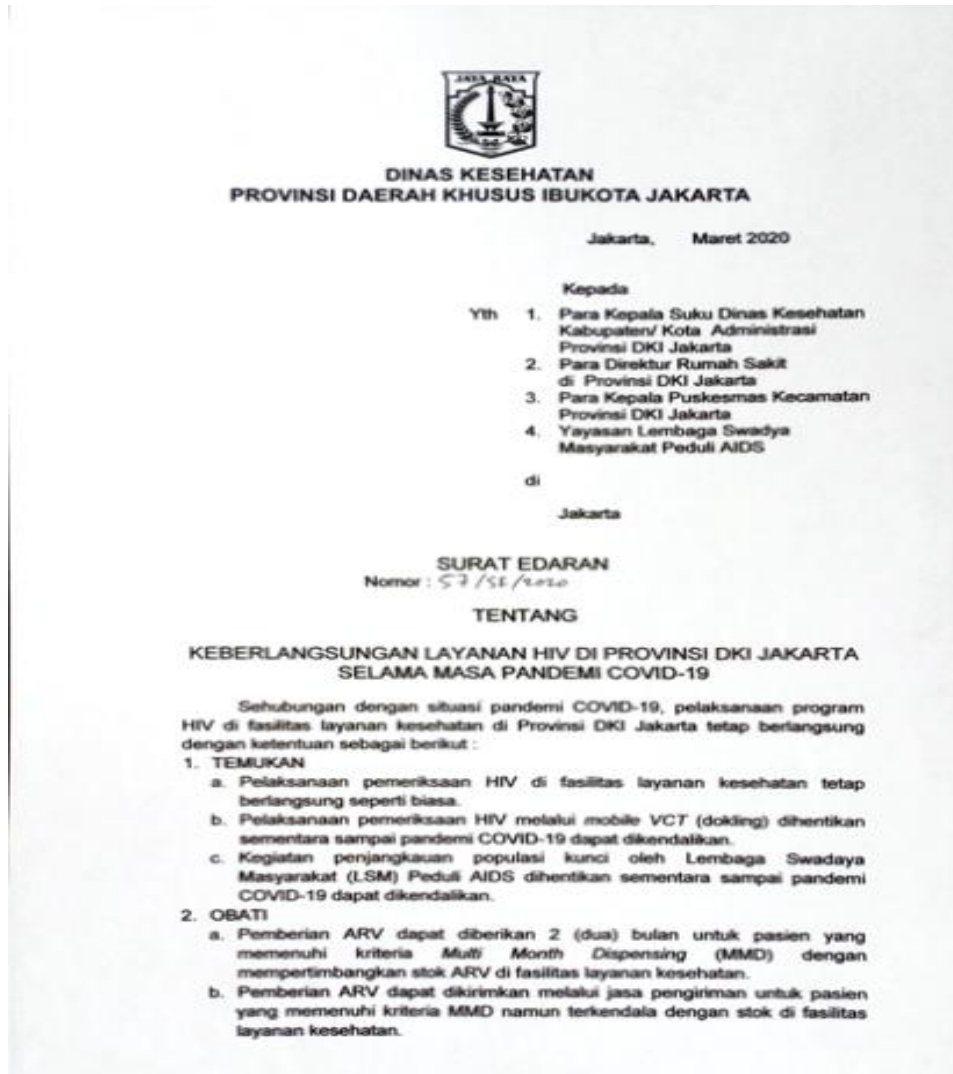 JAYA RAYA
DINAS KESEHATAN
PROVINSI DAERAH KHUSUS IBUKOTA JAKARTA
Jakarta, Maret 2020
Kepada
Yth 1. Para Kepala Suku Dinas Kesehatan
Kabupaten/ Kota Administrasi
Provinsi DKI Jakarta
2. Para Direktur Rumah Sakit
di Provinsi DKI Jakarta
3. Para Kepala Puskesmas Kecamatan
Provinsi DKI Jakarta
4. Yayasan Lembaga Swadya
Masyarakat Peduli AIDS
di
Jakarta
SURAT EDARAN
Nomor : 57/SE/2020
TENTANG
KEBERLANGSUNGAN LAYANAN HIV DI PROVINSI DKI JAKARTA
SELAMA MASA PANDEMI COVID-19
Sehubungan dengan situasi pandemi COVID-19, pelaksanaan program
HIV di fasilitas layanan kesehatan di Provinsi DKI Jakarta tetap berlangsung
dengan ketentuan sebagai berikut :
1. TEMUKAN
a. Pelaksanaan pemeriksaan HIV di fasilitas layanan kesehatan tetap
berlangsung seperti biasa.
b. Pelaksanaan pemeriksaan HIV melalui mobile VCT (dokling) dihentikan
sementara sampai pandemi COVID-19 dapat dikendalikan.
c. Kegiatan penjangkauan populasi kunci oleh Lembaga Swadaya
Masyarakat (LSM) Peduli AIDS dihentikan sementara sampai pandemi
COVID-19 dapat dikendalikan.
2. OBATI
a. Pemberian ARV dapat diberikan 2 (dua) bulan untuk pasien yang
memenuhi kriteria Multi Month Dispensing (MMD) dengan
mempertimbangkan stok ARV di fasilitas layanan kesehatan.
b. Pemberian ARV dapat dikirimkan melalui jasa pengiriman untuk pasien
yang memenuhi kriteria MMD namun terkendala dengan stok di fasilitas
layanan kesehatan.